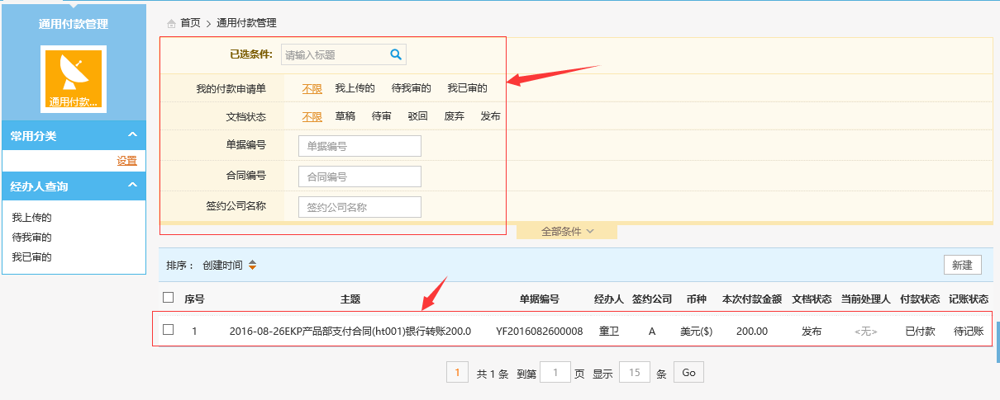 通用付款管理
通用付款...
常用分类
设置
经办人查询
我上传的
待我审的
我已审的
首页 > 通用付款管理
已选条件: 请输入标题
我的付款申请单 不限 我上传的 待我审的 我已审的
文档状态 不限 草稿 待审 驳回 废弃 发布
单据编号 单据编号
合同编号 合同编号
签约公司名称 签约公司名称
全部条件
排序： 创建时间 新建
序号 主题 单据编号 经办人 签约公司 币种 本次付款金额 文档状态 当前处理人 付款状态 记账状态
1 2016-08-26EKP产品部支付合同(ht001)银行转账200.0 YF2016082600008 童卫 A 美元($) 200.00 发布 <无> 已付款 待记账
1 共 1 条 到第 1 页 显示 15 条 Go